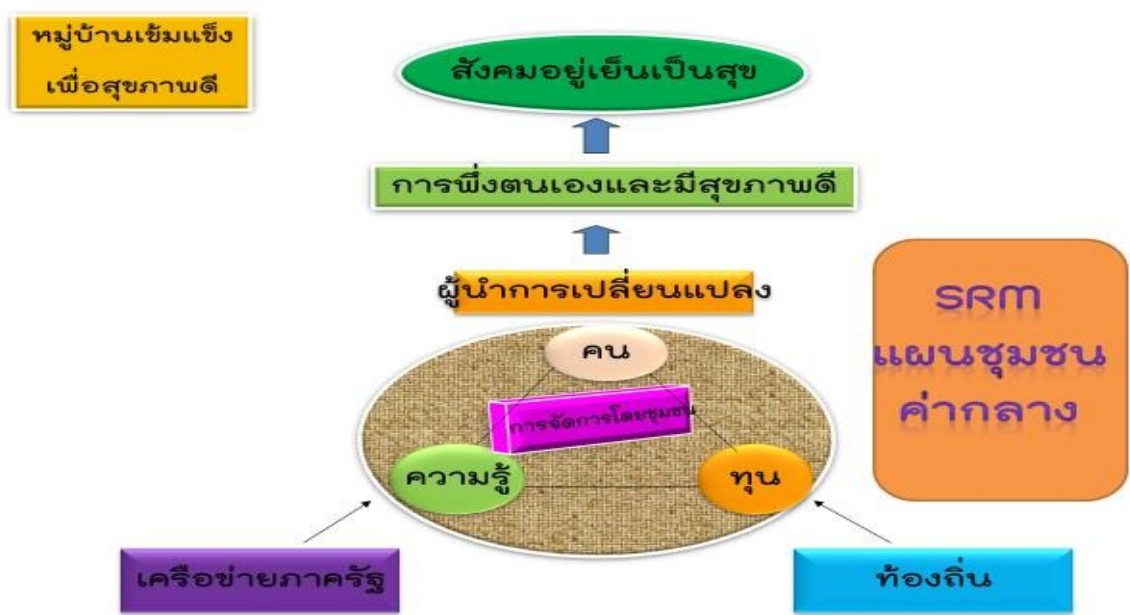 หมู่บ้านเข้มแข็ง
เพื่อสุขภาพดี
สังคมอยู่เย็นเป็นสุข
การพึ่งตนเองและมีสุขภาพดี
ผู้นำการเปลี่ยนแปลง
SRM
แผนชุมชน
ค่ากลาง
คน
การจัดการโดยชุมชน
ความรู้
ทุน
เครือข่ายภาครัฐ
ท้องถิ่น